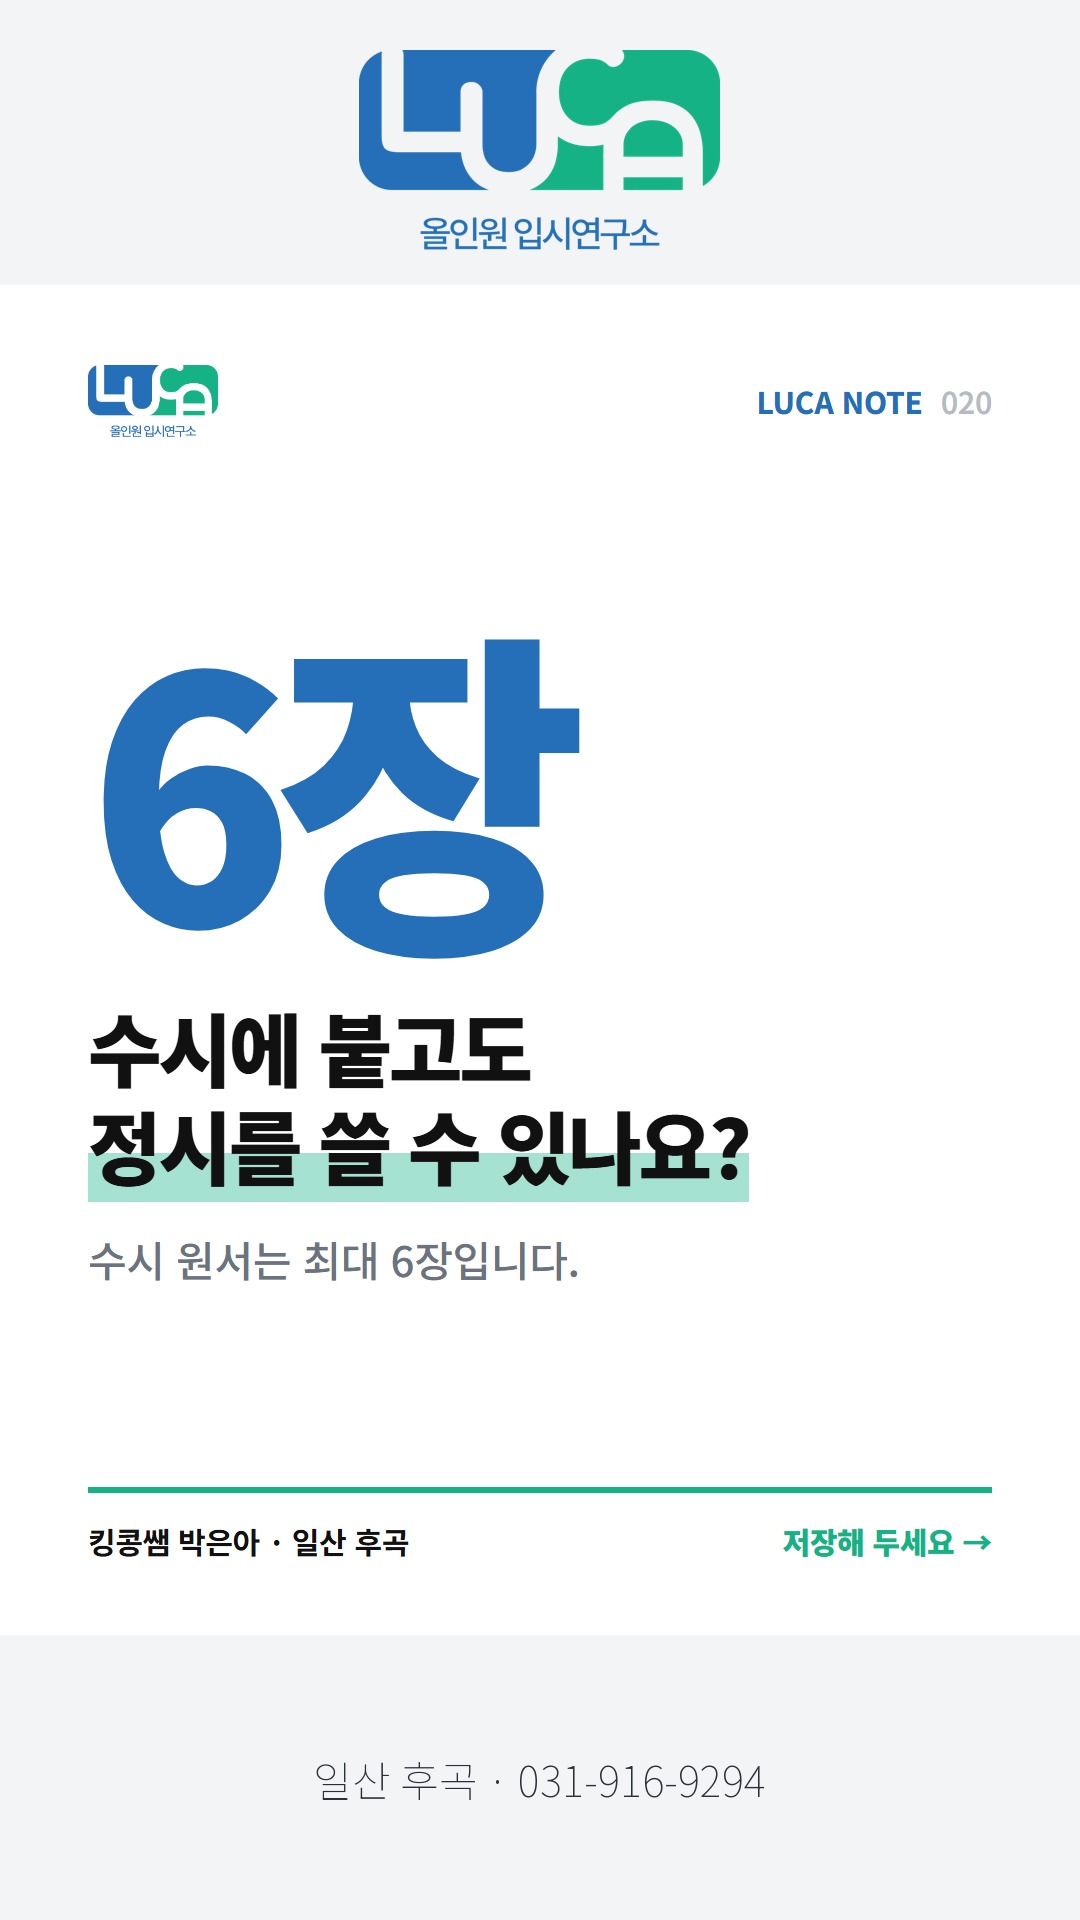 LUCA
올인원 입시연구소
LUCA
올인원 입시연구소
LUCA NOTE 020
6장
수시에 붙고도
정시를 쓸 수 있나요?
수시 원서는 최대 6장입니다.
킹콩쌤 박은아 · 일산 후곡
저장해 두세요 →
일산 후곡 · 031-916-9294